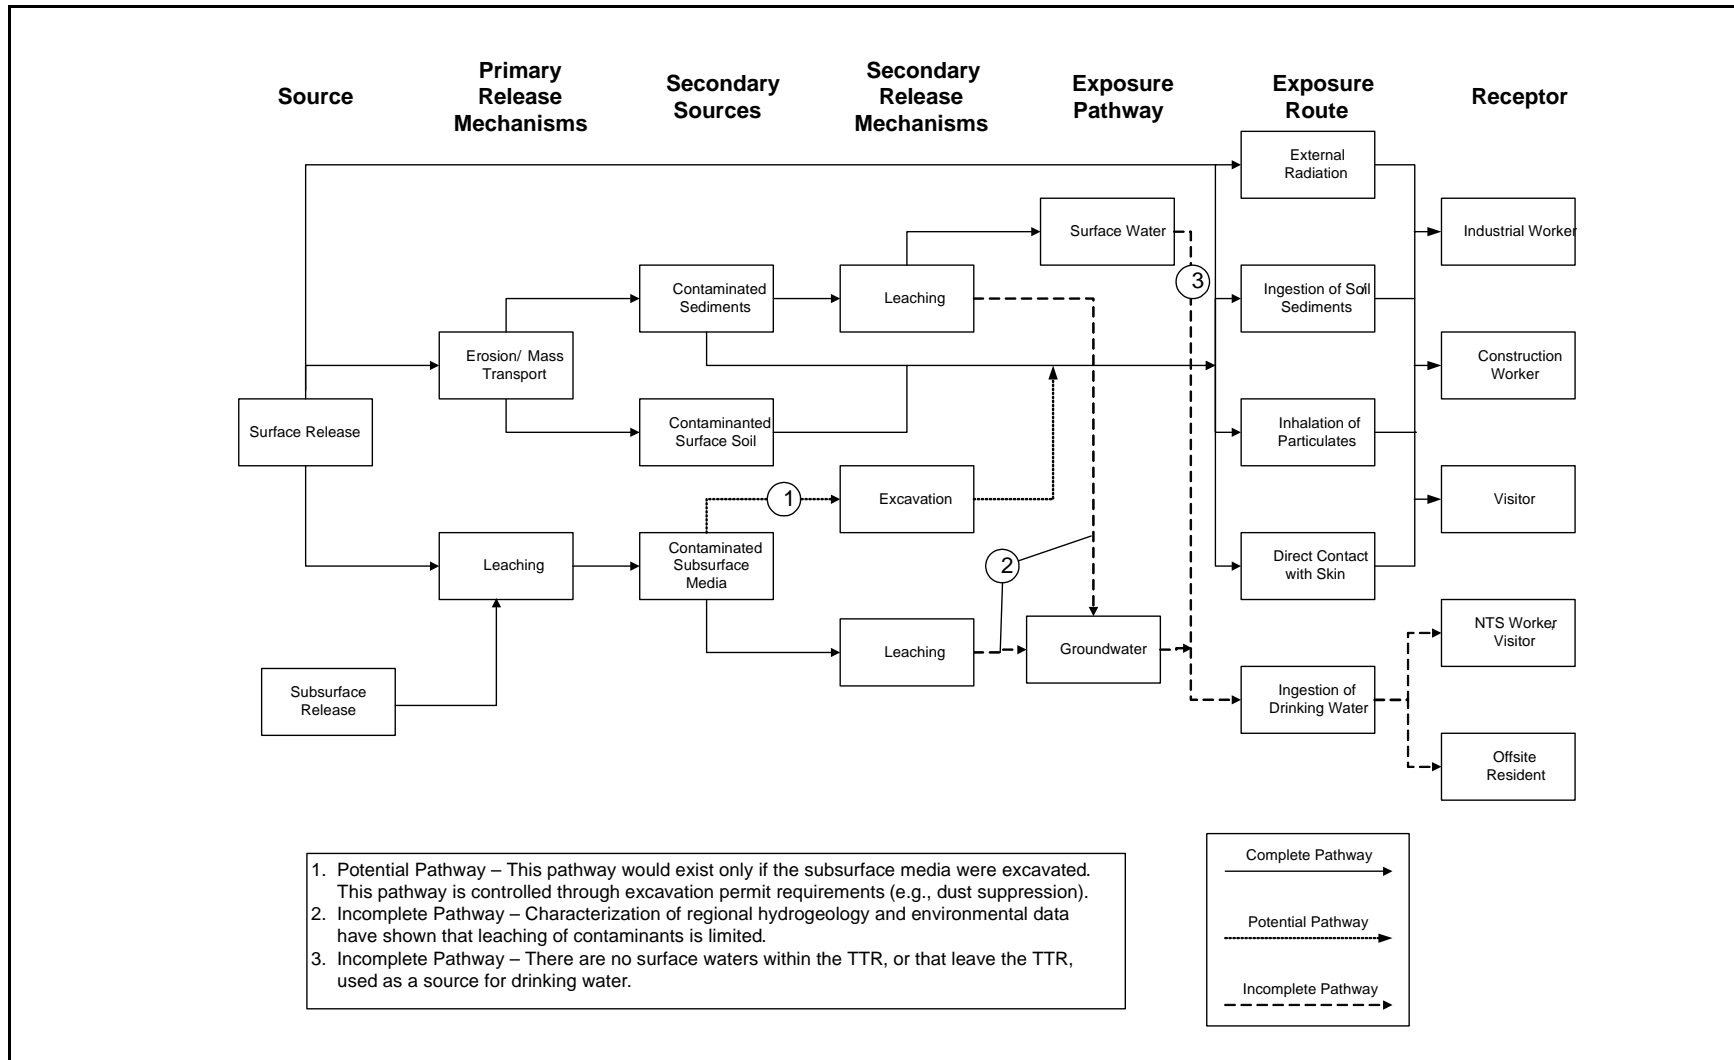 Source
Primary
Release
Mechanisms
Secondary
Sources
Secondary
Release
Mechanisms
Exposure
Pathway
Exposure
Route
Receptor
External
Radiation
Surface Water
Industrial Worker
3
Contaminated
Sediments
Leaching
Ingestion of Soil
Sediments
Erosion/ Mass
Transport
Construction
Worker
Surface Release
Contaminanted
Surface Soil
Inhalation of
Particulates
1
Excavation
Visitor
Leaching
Contaminated
Subsurface
Media
2
Direct Contact
with Skin
Leaching
Groundwater
NTS Worker,
Visitor
Subsurface
Release
Ingestion of
Drinking Water
Offsite
Resident
1. Potential Pathway – This pathway would exist only if the subsurface media were excavated.
This pathway is controlled through excavation permit requirements (e.g., dust suppression).
2. Incomplete Pathway – Characterization of regional hydrogeology and environmental data
have shown that leaching of contaminants is limited.
3. Incomplete Pathway – There are no surface waters within the TTR, or that leave the TTR,
used as a source for drinking water.
Complete Pathway
Potential Pathway
Incomplete Pathway